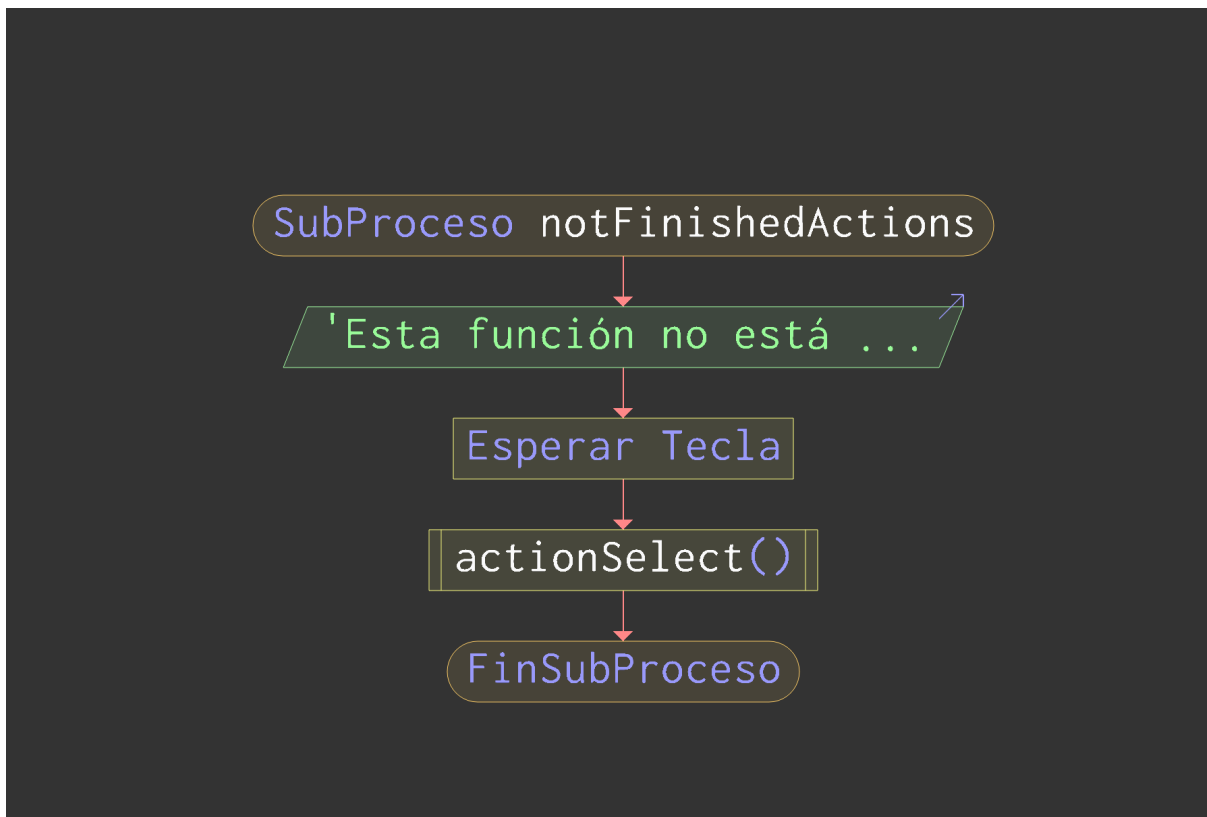 SubProceso notFinishedActions
'Esta función no está ...
Esperar Tecla
actionSelect()
FinSubProceso